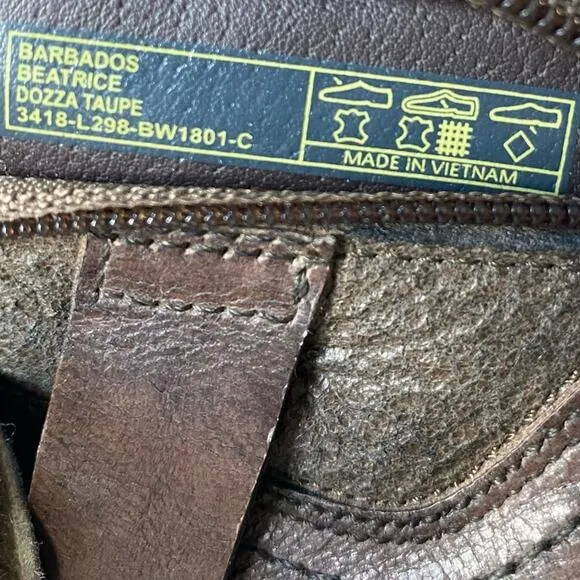 BARBADOS
BEATRICE
DOZZA TAUPE
3418-L298-BW1801-C
MADE IN VIETNAM